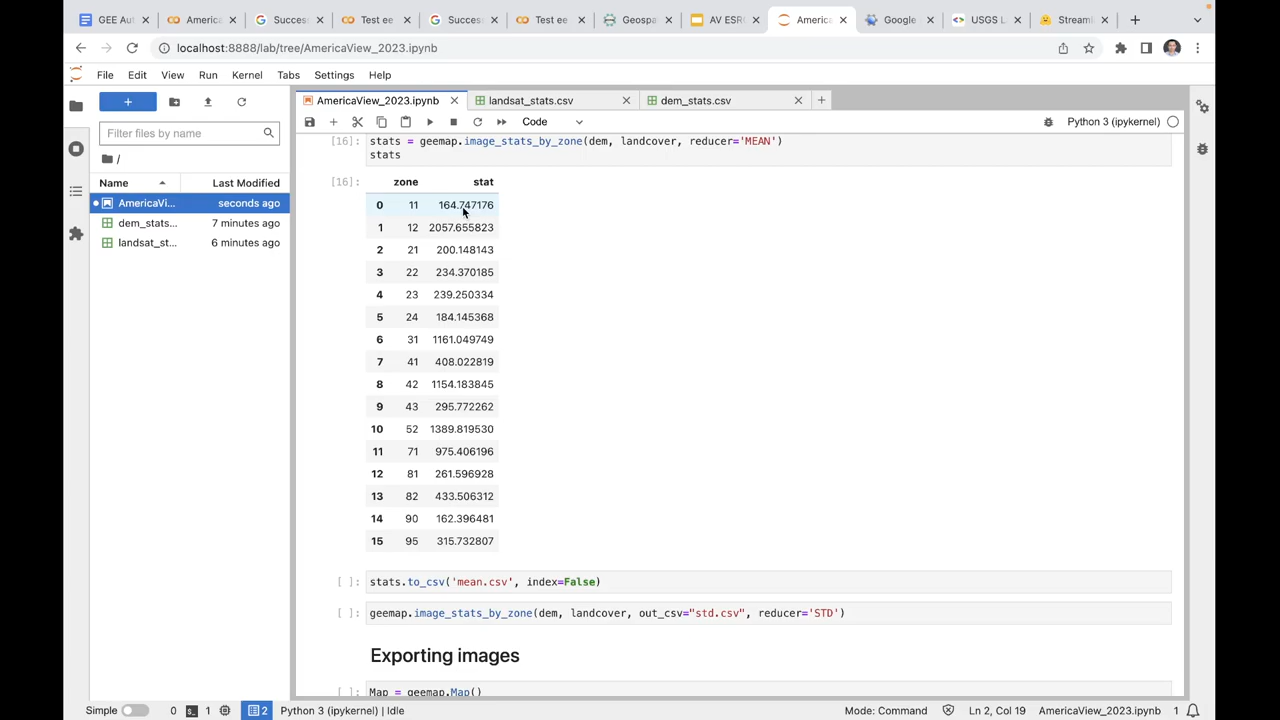 GEE Aut America Success Test ee Succes Test ee Geospa AV ESRI America Google USGS L Streaml
localhost:8888/lab/tree/AmericaView_2023.ipynb
File Edit View Run Kernel Tabs Settings Help
AmericaView_2023.ipynb landsat_stats.csv dem_stats.csv
Filter files by name
Code
Python 3 (ipykernel)
/
Name Last Modified
AmericaVi... seconds ago
dem_stats... 7 minutes ago
landsat_st... 6 minutes ago
[16]: stats = geemap.image_stats_by_zone(dem, landcover, reducer='MEAN')
stats
[16]: zone stat
0 11 164.747176
1 12 2057.655823
2 21 200.148143
3 22 234.370185
4 23 239.250334
5 24 184.145368
6 31 1161.049749
7 41 408.022819
8 42 1154.183845
9 43 295.772262
10 52 1389.819530
11 71 975.406196
12 81 261.596928
13 82 433.506312
14 90 162.396481
15 95 315.732807
[ ]: stats.to_csv('mean.csv', index=False)
[ ]: geemap.image_stats_by_zone(dem, landcover, out_csv="std.csv", reducer='STD')
Exporting images
[ ]: Map = geemap.Map()
Simple 0 1 2 Python 3 (ipykernel) | Idle Mode: Command Ln 2, Col 19 AmericaView_2023.ipynb 1